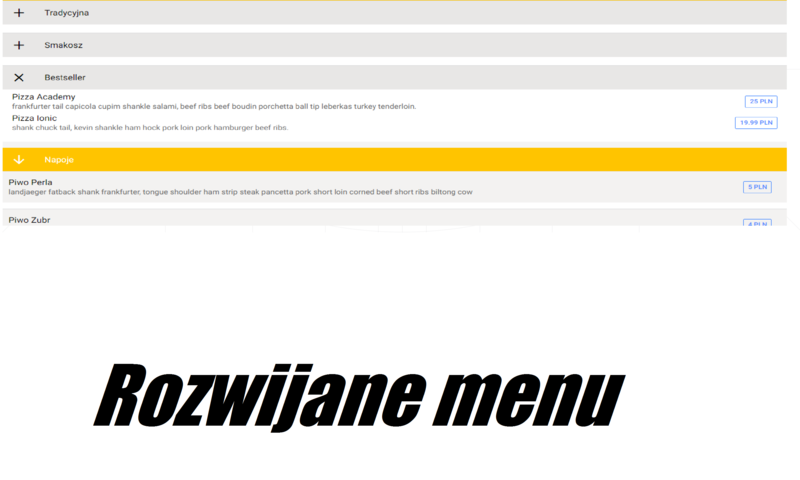 Tradycyjna
Smakosz
Bestseller
Pizza Academy
25 PLN
frankfurter tail capicola cupim shankle salami, beef ribs beef boudin porchetta ball tip leberkas turkey tenderloin.
Pizza Ionic
19.99 PLN
shank chuck tail, kevin shankle ham hock pork loin pork hamburger beef ribs.
Napoje
Piwo Perla
5 PLN
landjaeger fatback shank frankfurter, tongue shoulder ham strip steak pancetta pork short loin corned beef short ribs biltong cow
Piwo Zubr
4 PLN
Rozwijane menu